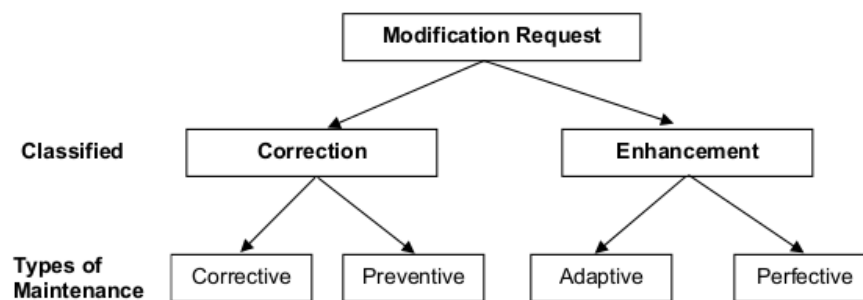 Modification Request
Classified
Correction
Enhancement
Types of
Maintenance
Corrective
Preventive
Adaptive
Perfective